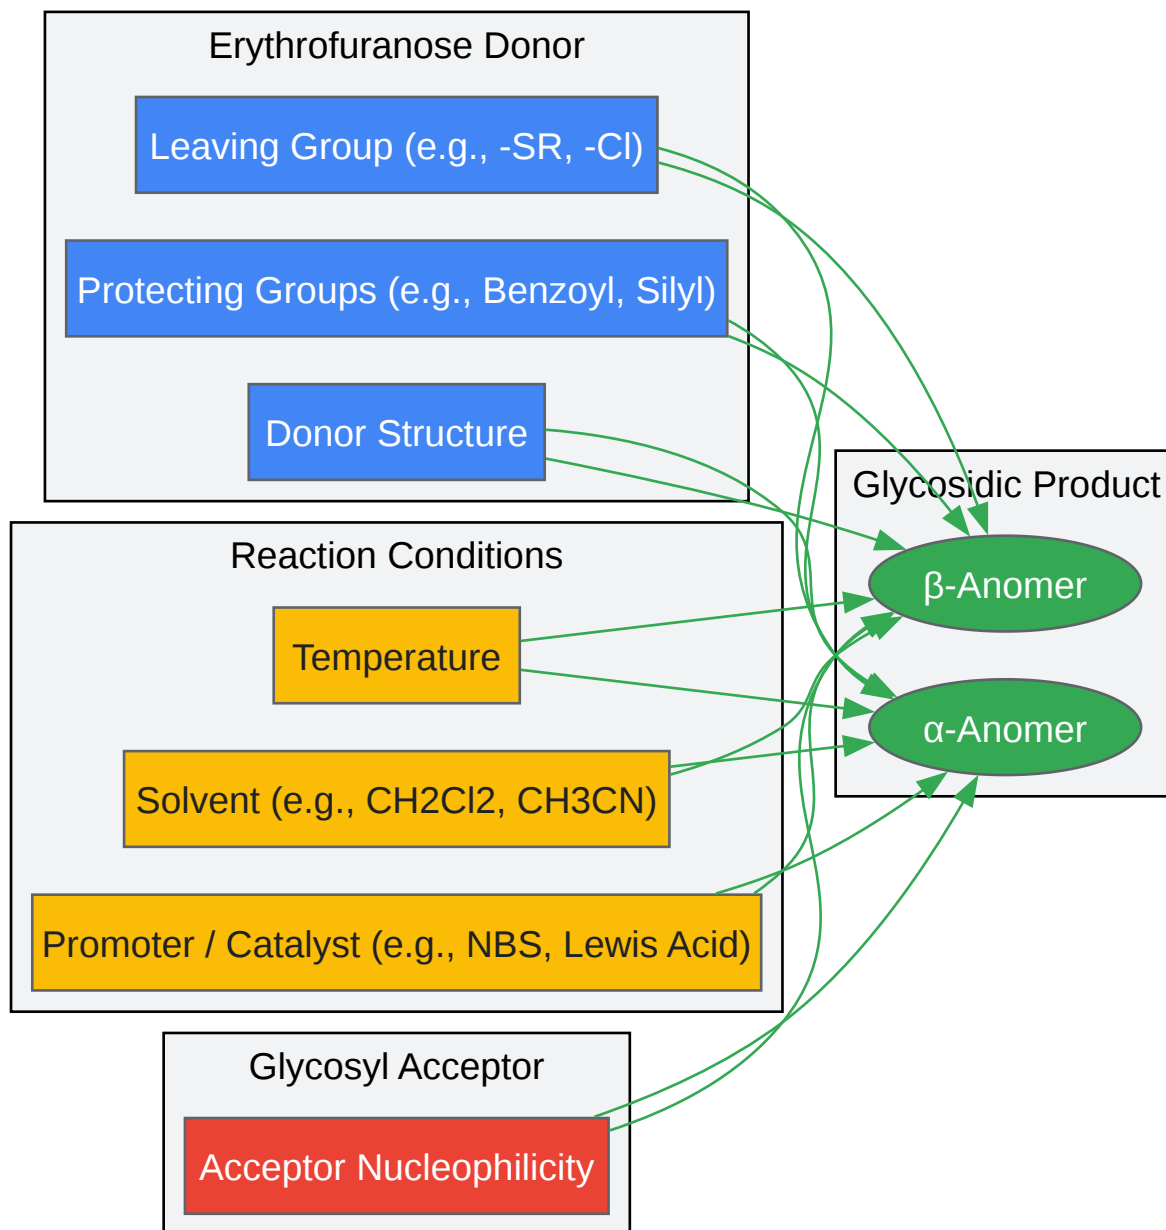 Erythrofuranose Donor
Leaving Group (e.g., -SR, -Cl)
Protecting Groups (e.g., Benzoyl, Silyl)
Donor Structure
Reaction Conditions
Temperature
Solvent (e.g., CH2Cl2, CH3CN)
Promoter / Catalyst (e.g., NBS, Lewis Acid)
Glycosyl Acceptor
Acceptor Nucleophilicity
Glycosidic Product
β-Anomer
α-Anomer